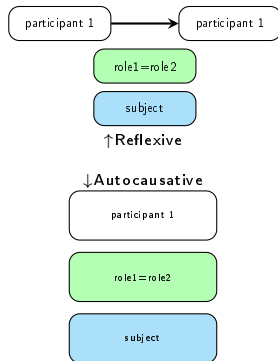 participant 1 participant 1
role1=role2
subject
↑Reflexive
↓Autocausative
participant 1
role1=role2
subject